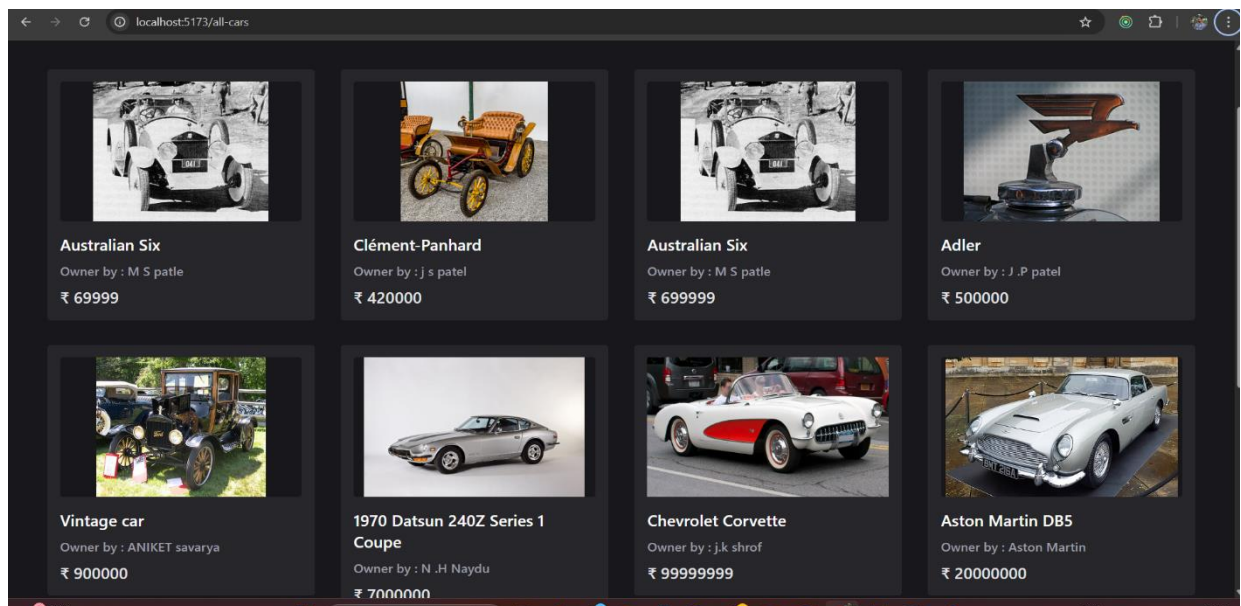 localhost:5173/all-cars
Australian Six
Owner by : M S patle
₹ 69999
Clément-Panhard
Owner by : j s patel
₹ 420000
Australian Six
Owner by : M S patle
₹ 699999
Adler
Owner by : J .P patel
₹ 500000
Vintage car
Owner by : ANIKET savarya
₹ 900000
1970 Datsun 240Z Series 1
Coupe
Owner by : N .H Naydu
₹ 7000000
Chevrolet Corvette
Owner by : j.k shrof
₹ 99999999
Aston Martin DB5
Owner by : Aston Martin
₹ 20000000